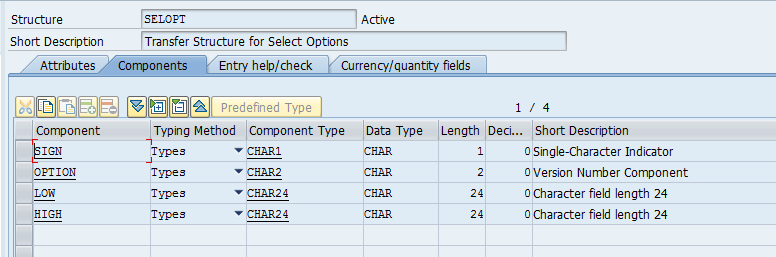 Structure SELOPT Active
Short Description Transfer Structure for Select Options
Attributes Components Entry help/check Currency/quantity fields
Predefined Type 1 / 4
Component Typing Method Component Type Data Type Length Deci... Short Description
SIGN Types CHAR1 CHAR 1 0 Single-Character Indicator
OPTION Types CHAR2 CHAR 2 0 Version Number Component
LOW Types CHAR24 CHAR 24 0 Character field length 24
HIGH Types CHAR24 CHAR 24 0 Character field length 24